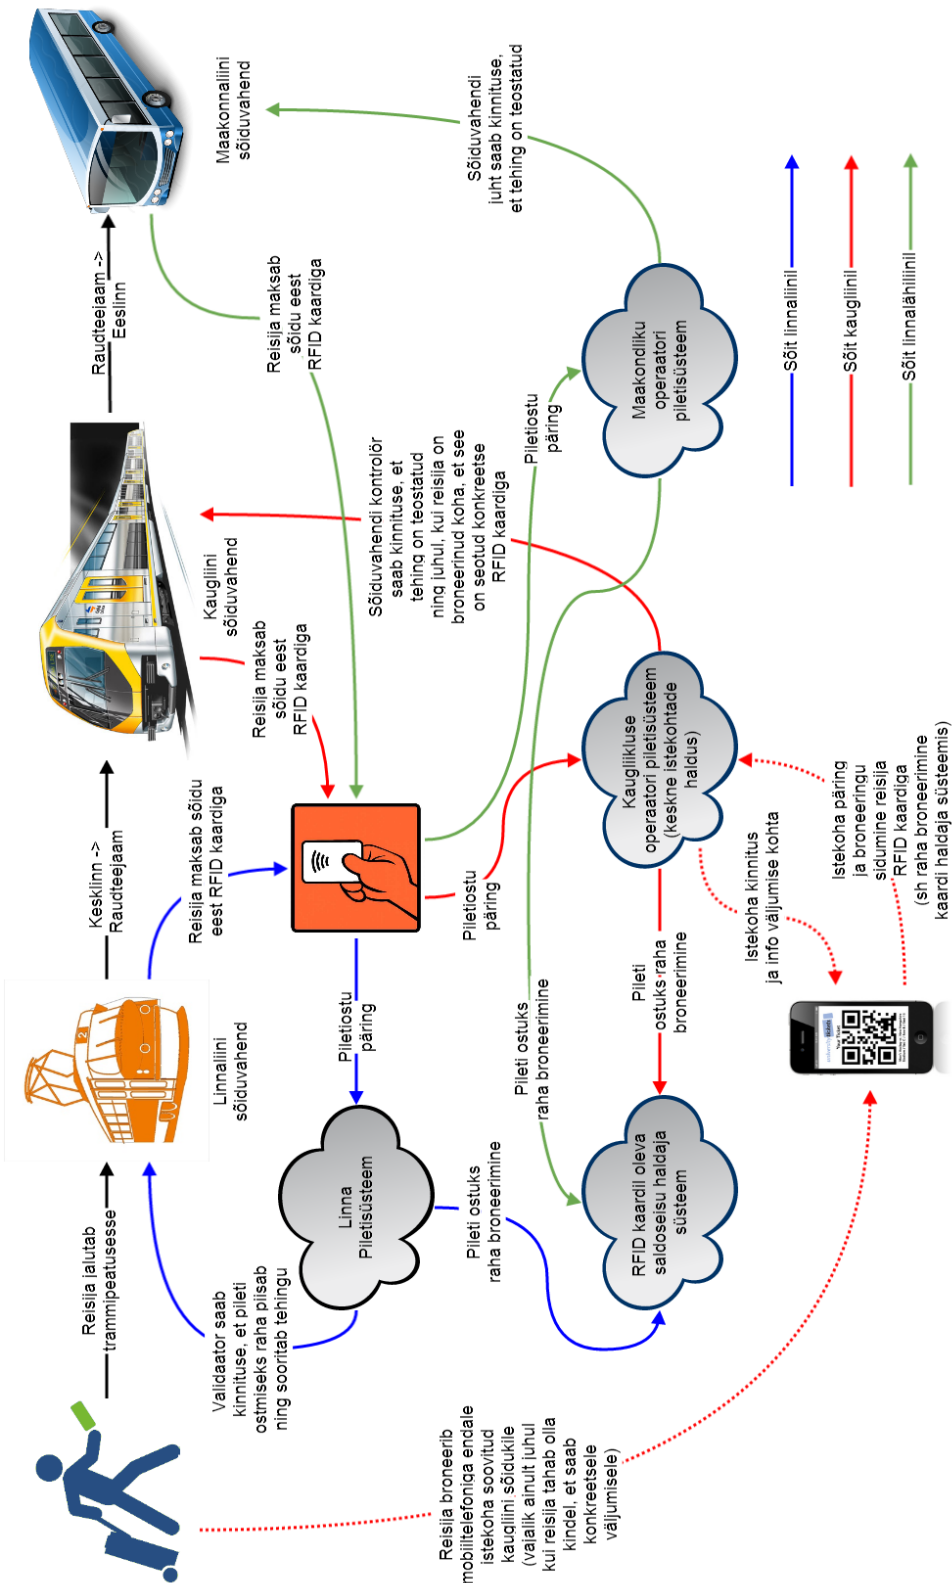 Reisija jalutab
trammipeatusesse
Linnaliini
sõiduvahend
2
Kesklinn ->
Raudteejaam
Kaugliini
sõiduvahend
Raudteejaam ->
Eeslinn
Maakonnaliini
sõiduvahend
Validaator saab
kinnituse, et pileti
ostmiseks raha piisab
ning sooritab tehingu
Reisija maksab sõidu
eest RFID kaardiga
Reisija maksab
sõidu eest
RFID kaardiga
Reisija maksab
sõidu eest
RFID kaardiga
Linna
Piletisüsteem
Piletiostu
päring
Sõiduvahendi kontrolör
saab kinnituse, et
tehing on teostatud
ning juhul, kui reisija on
broneerinud koha, et see
on seotud konkreetse
RFID kaardiga
Sõiduvahendi
juht saab kinnituse,
et tehing on teostatud
Reisija broneerib
mobiiltelefoniga endale
istekoha soovitud
kaugliini sõidukile
(vajalik ainult juhul
kui reisija tahab olla
kindel, et saab
konkreetsele
väljumisele)
Pileti ostuks
raha broneerimine
Pileti ostuks
raha broneerimine
Piletiostu
päring
Piletiostu
päring
RFID kaardil oleva
saldoseisu haldaja
süsteem
Pileti
ostuks raha
broneerimine
Kaugliikluse
operaatori piletisüsteem
(keskne istekohtade
haldus)
Maakondliku
operaatori
piletisüsteem
Istekoha kinnitus
ja info väljumise kohta
Istekoha päring
ja broneeringu
sidumine reisija
RFID kaardiga
(sh raha broneerimine
kaardi haldaja süsteemis)
Sõit linnaliinil
Sõit kaugliinil
Sõit linnalähiliinil